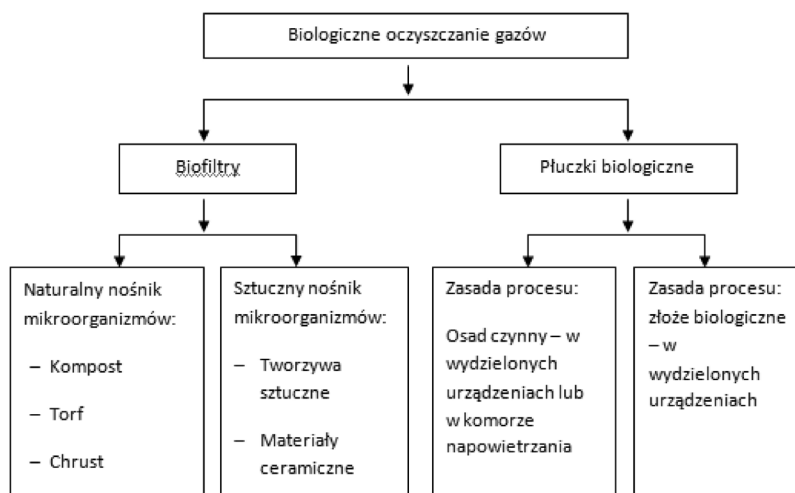 Biologiczne oczyszczanie gazów
Biofiltry
Płuczki biologiczne
Naturalny nośnik
mikroorganizmów:
– Kompost
– Torf
– Chrust
Sztuczny nośnik
mikroorganizmów:
– Tworzywa
sztuczne
– Materiały
ceramiczne
Zasada procesu:
Osad czynny – w
wydzielonych
urządzeniach lub
w komorze
napowietrzania
Zasada procesu:
złoże biologiczne
– w
wydzielonych
urządzeniach